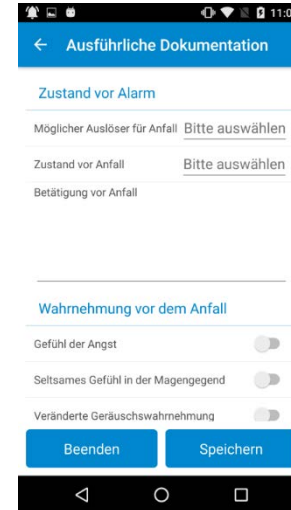 11:0
Ausführliche Dokumentation
Zustand vor Alarm
Möglicher Auslöser für Anfall Bitte auswählen
Zustand vor Anfall Bitte auswählen
Betätigung vor Anfall
Wahrnehmung vor dem Anfall
Gefühl der Angst
Seltsames Gefühl in der Magengegend
Veränderte Geräuschswahrnehmung
Beenden Speichern